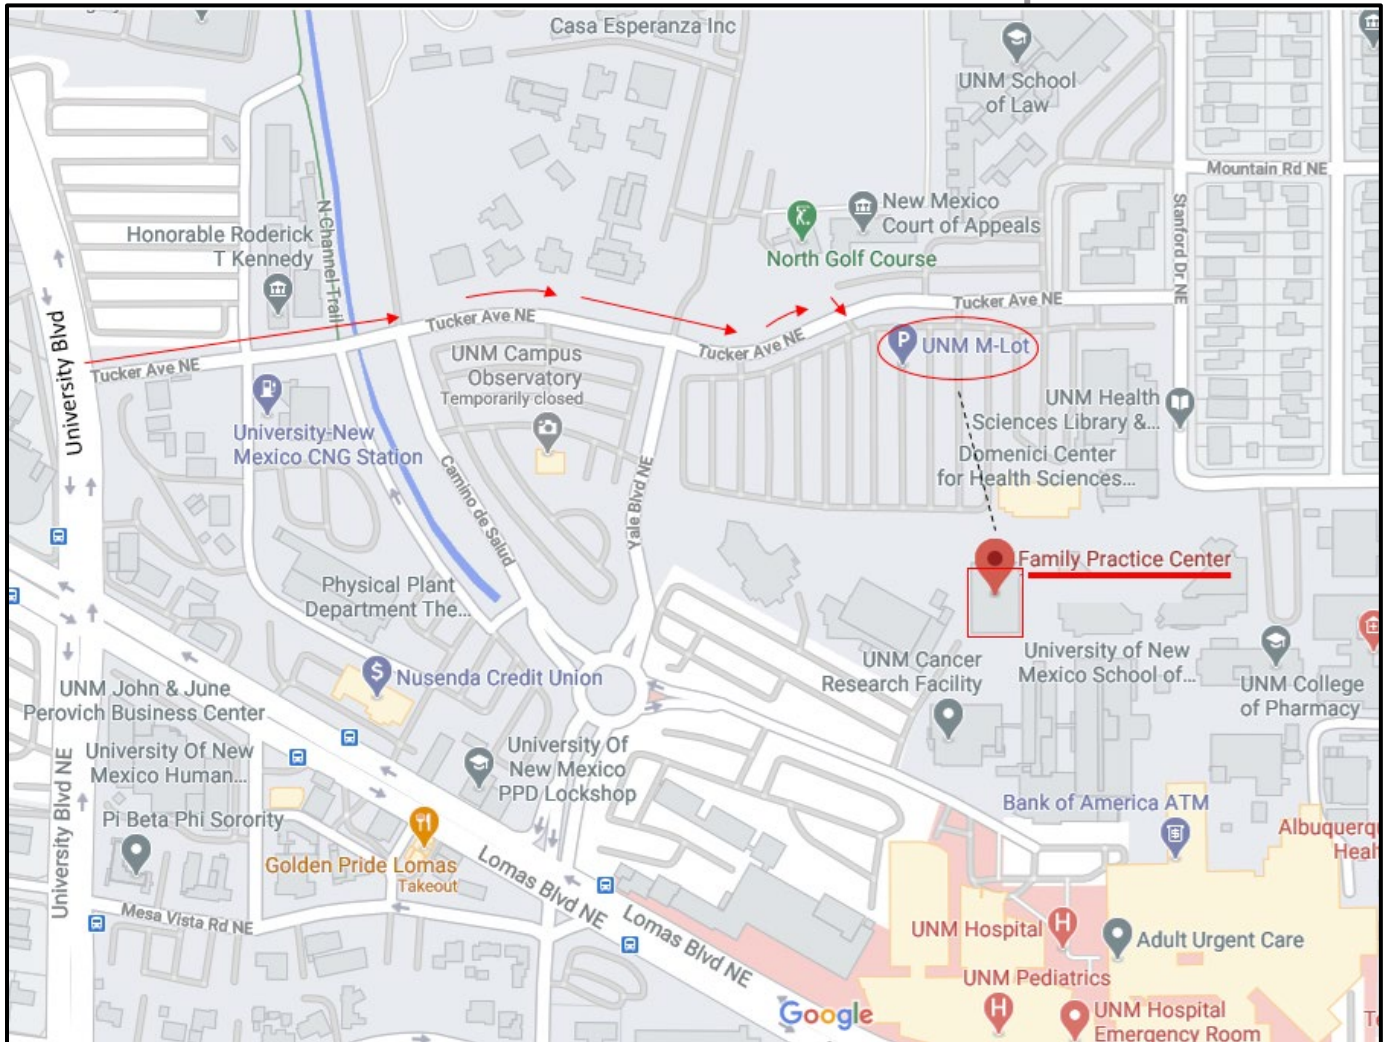 Casa Esperanza Inc
UNM School
of Law
Mountain Rd NE
Stanford Dr NE
New Mexico
Court of Appeals
North Golf Course
Honorable Roderick
T Kennedy
N Channel Trail
University Blvd
Tucker Ave NE
Tucker Ave NE
Tucker Ave NE
Tucker Ave NE
P
UNM M-Lot
UNM Campus
Observatory
Temporarily closed
UNM Health
Sciences Library &...
Domenici Center
for Health Sciences...
University-New
Mexico CNG Station
Camino de Salud
Yale Blvd NE
Family Practice Center
Physical Plant
Department The...
UNM Cancer
Research Facility
University of New
Mexico School of...
UNM College
of Pharmacy
$
Nusenda Credit Union
UNM John & June
Perovich Business Center
University Of New
Mexico Human...
University Of
New Mexico
PPD Lockshop
Pi Beta Phi Sorority
University Blvd NE
Golden Pride Lomas
Takeout
Lomas Blvd NE
Lomas Blvd NE
Mesa Vista Rd NE
Bank of America ATM
$
H
UNM Hospital
Adult Urgent Care
UNM Pediatrics
H
UNM Hospital
Emergency Room
Google